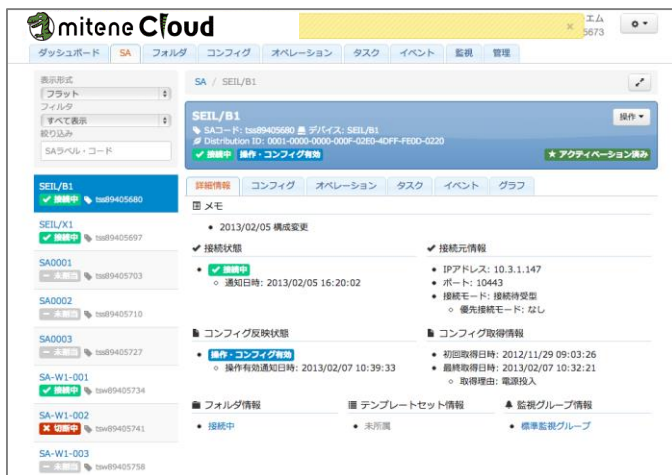 mitene Cloud
エム
5673
ダッシュボード SA フォルダ コンフィグ オペレーション タスク イベント 監視 管理
表示形式
フラット
フィルタ
すべて表示
絞り込み
SAラベル・コード
SEIL/B1
接続中 tss89405680
SEIL/X1
接続中 tss89405697
SA0001
未割当 tss89405703
SA0002
未割当 tss89405710
SA0003
未割当 tss89405727
SA-W1-001
接続中 tsw89405734
SA-W1-002
切断中 tsw89405741
SA-W1-003
未割当 tsw89405758
SA / SEIL/B1
SEIL/B1
操作
SAコード: tss89405680 デバイス: SEIL/B1
Distribution ID: 0001-0000-0000-000F-02E0-4DFF-FE0D-0220
接続中 操作・コンフィグ有効
アクティベーション済み
詳細情報 コンフィグ オペレーション タスク イベント グラフ
メモ
2013/02/05 構成変更
接続状態
接続中
通知日時: 2013/02/05 16:20:02
接続元情報
IPアドレス: 10.3.1.147
ポート: 10443
接続モード: 接続待受型
優先接続モード: なし
コンフィグ反映状態
操作・コンフィグ有効
操作有効通知日時: 2013/02/07 10:39:33
コンフィグ取得情報
初回取得日時: 2012/11/29 09:03:26
最終取得日時: 2013/02/07 10:32:21
取得理由: 電源投入
フォルダ情報
接続中
テンプレートセット情報
未所属
監視グループ情報
標準監視グループ